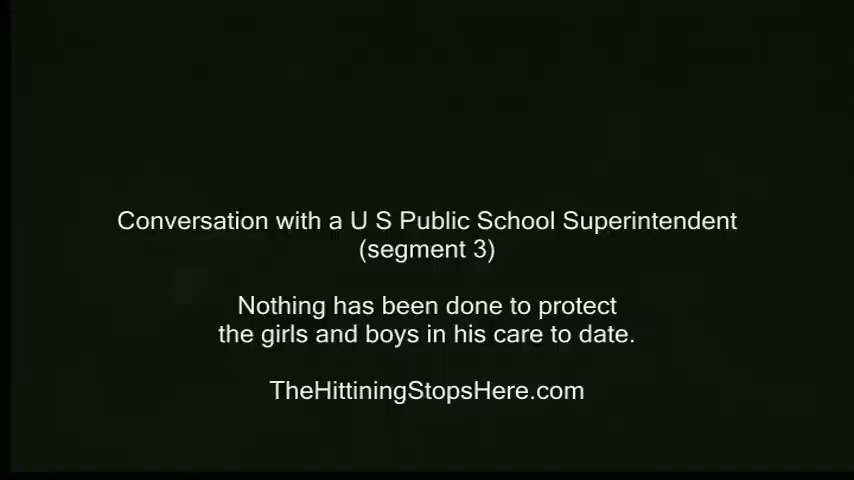 Conversation with a U S Public School Superintendent
(segment 3)
Nothing has been done to protect
the girls and boys in his care to date.
TheHittiningStopsHere.com